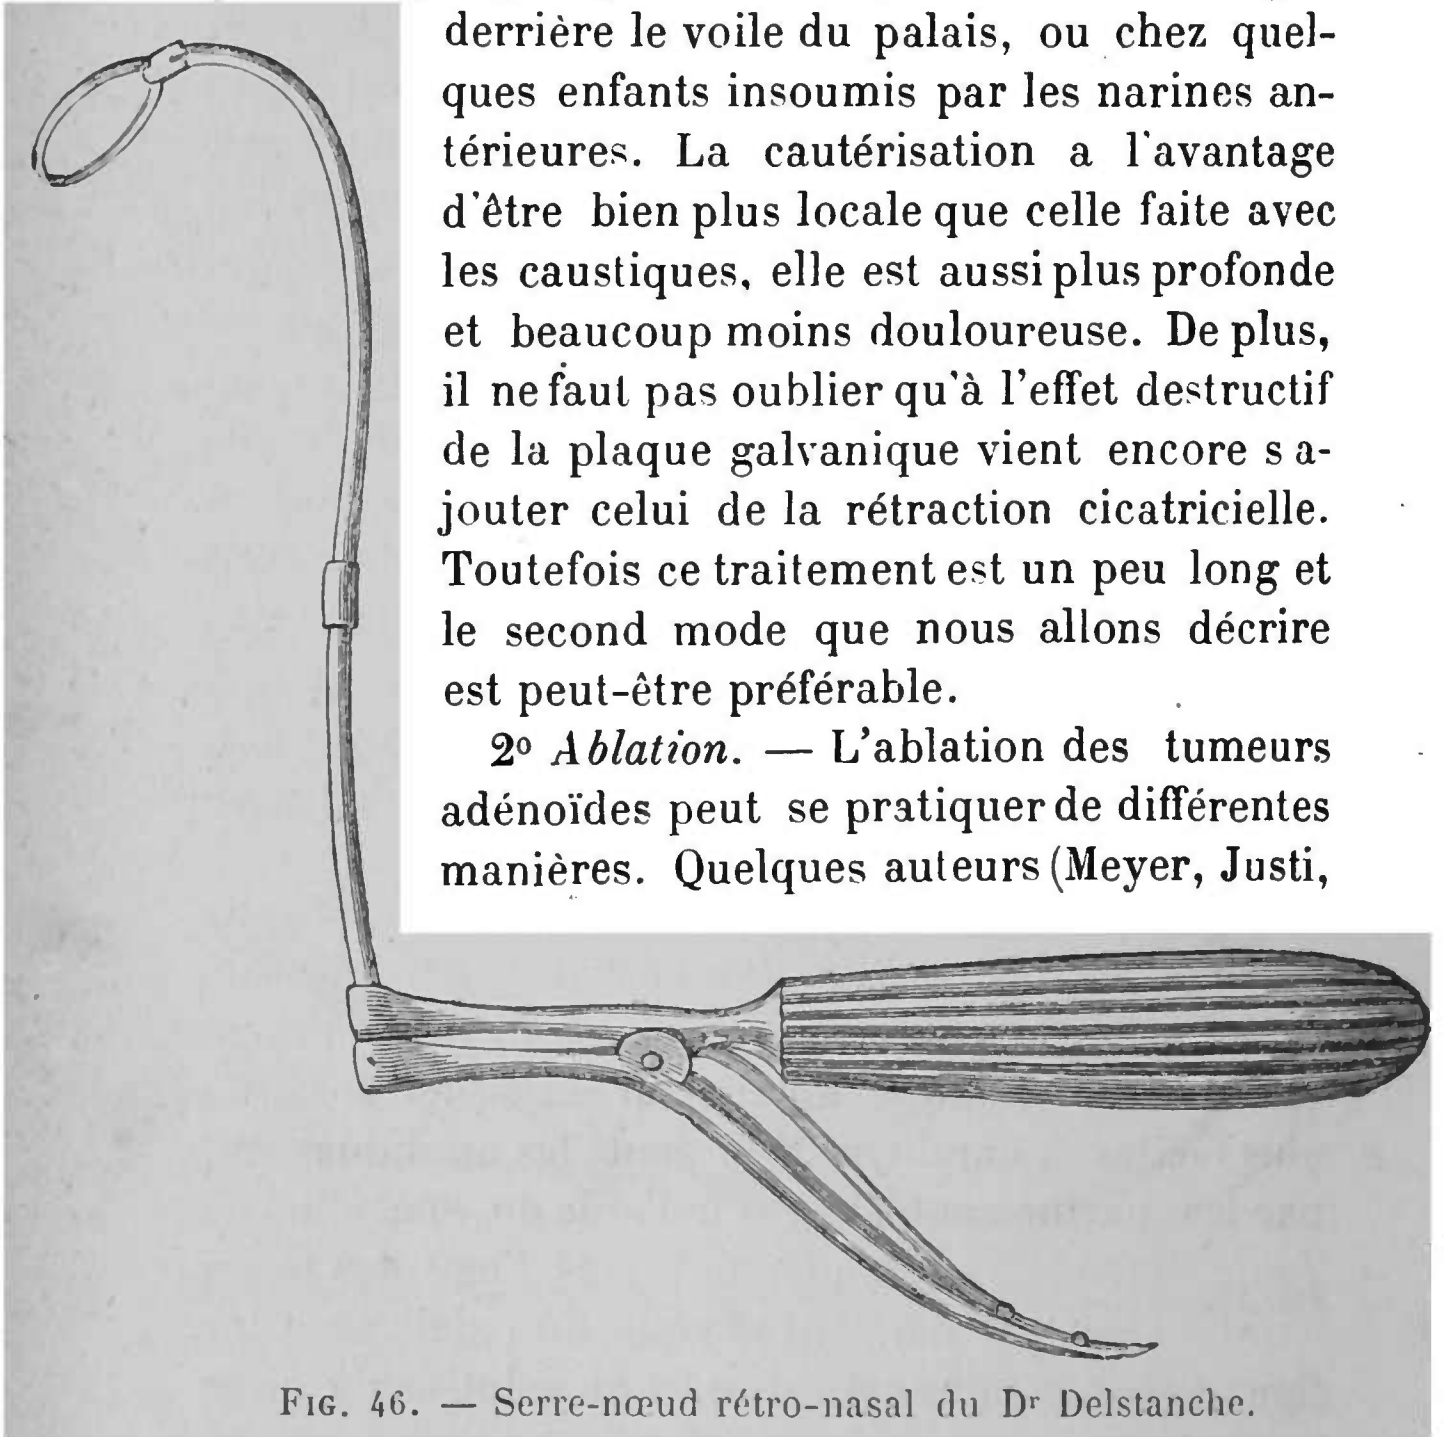 derrière le voile du palais, ou chez quel-
ques enfants insoumis par les narines an-
térieures. La cautérisation a l'avantage
d'être bien plus locale que celle faite avec
les caustiques, elle est aussi plus profonde
et beaucoup moins douloureuse. De plus,
il ne faut pas oublier qu'à l'effet destructif
de la plaque galvanique vient encore s a-
jouter celui de la rétraction cicatricielle.
Toutefois ce traitement est un peu long et
le second mode que nous allons décrire
est peut-être préférable.
2º Ablation. — L'ablation des tumeurs
adénoïdes peut se pratiquer de différentes
manières. Quelques auteurs (Meyer, Justi,
FIG. 46. — Serre-nœud rétro-nasal du Dr Delstanche.